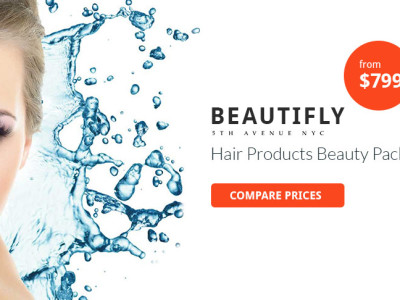 from
$799
BEAUTIFLY
5TH AVENUE NYC
Hair Products Beauty Pack
COMPARE PRICES